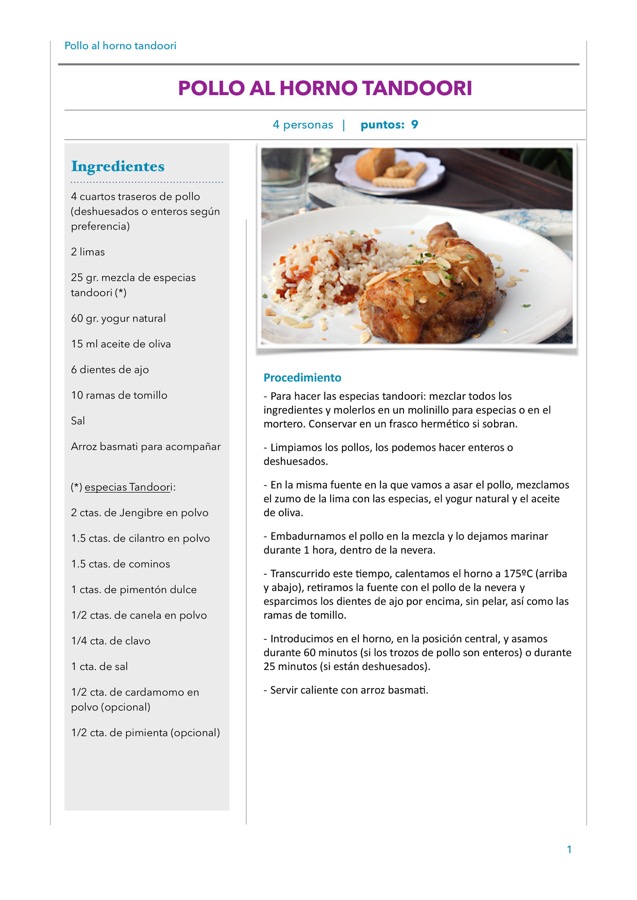 Pollo al horno tandoori
POLLO AL HORNO TANDOORI
4 personas | puntos: 9
Ingredientes
4 cuartos traseros de pollo
(deshuesados o enteros según
preferencia)
2 limas
25 gr. mezcla de especias
tandoori (*)
60 gr. yogur natural
15 ml aceite de oliva
6 dientes de ajo
10 ramas de tomillo
Sal
Arroz basmati para acompañar
(*) especias Tandoori:
2 ctas. de Jengibre en polvo
1.5 ctas. de cilantro en polvo
1.5 ctas. de cominos
1 ctas. de pimentón dulce
1/2 ctas. de canela en polvo
1/4 cta. de clavo
1 cta. de sal
1/2 cta. de cardamomo en
polvo (opcional)
1/2 cta. de pimienta (opcional)
Procedimiento
- Para hacer las especias tandoori: mezclar todos los
ingredientes y molerlos en un molinillo para especias o en el
mortero. Conservar en un frasco hermético si sobran.
- Limpiamos los pollos, los podemos hacer enteros o
deshuesados.
- En la misma fuente en la que vamos a asar el pollo, mezclamos
el zumo de la lima con las especias, el yogur natural y el aceite
de oliva.
- Embadurnamos el pollo en la mezcla y lo dejamos marinar
durante 1 hora, dentro de la nevera.
- Transcurrido este tiempo, calentamos el horno a 175ºC (arriba
y abajo), retiramos la fuente con el pollo de la nevera y
esparcimos los dientes de ajo por encima, sin pelar, así como las
ramas de tomillo.
- Introducimos en el horno, en la posición central, y asamos
durante 60 minutos (si los trozos de pollo son enteros) o durante
25 minutos (si están deshuesados).
- Servir caliente con arroz basmati.
1